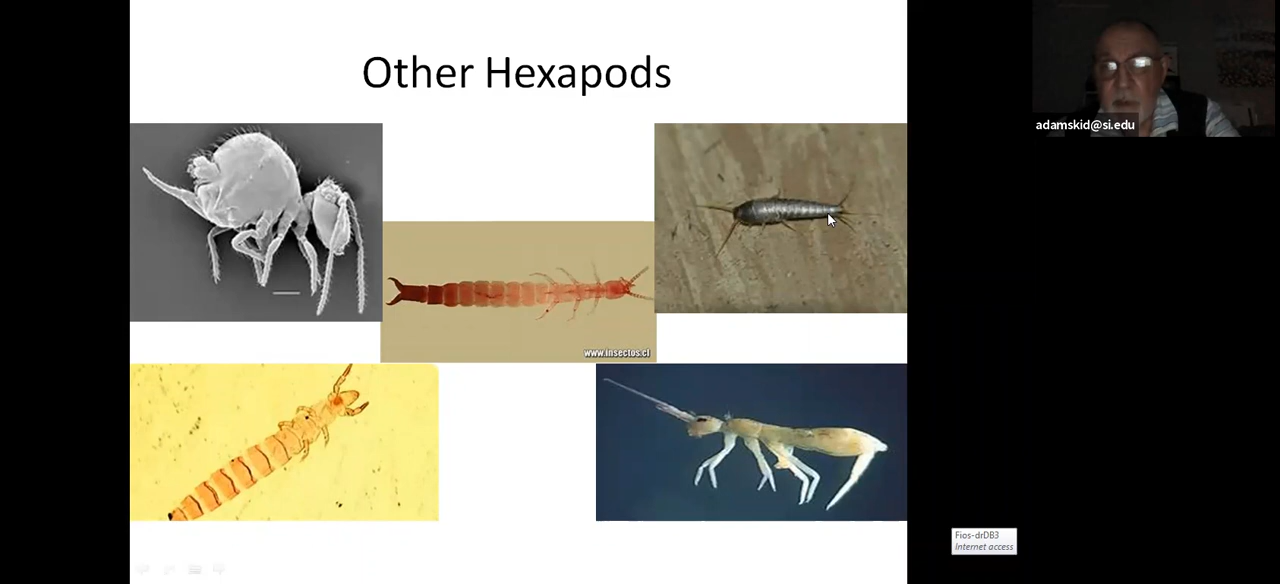 Other Hexapods
adamskid@si.edu
www.insectos.cl
Fios-drDB3
Internet access